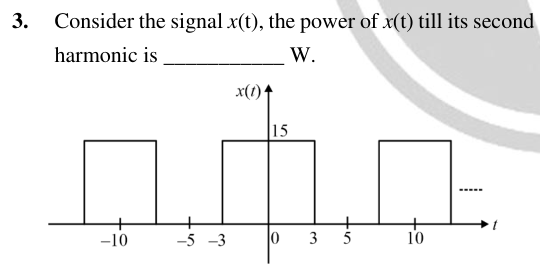 3. Consider the signal x(t), the power of x(t) till its second
harmonic is ___________ W.
x(t)
15
–10 –5 –3 0 3 5 10 t